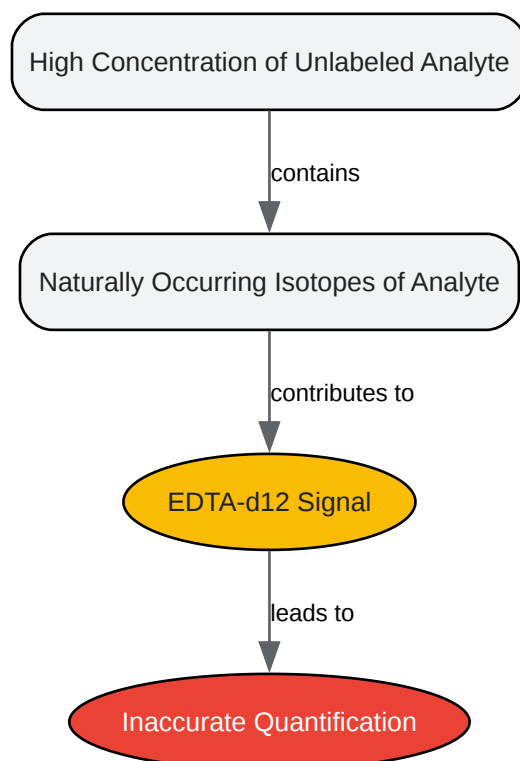 High Concentration of Unlabeled Analyte
contains
Naturally Occurring Isotopes of Analyte
contributes to
EDTA-d12 Signal
leads to
Inaccurate Quantification